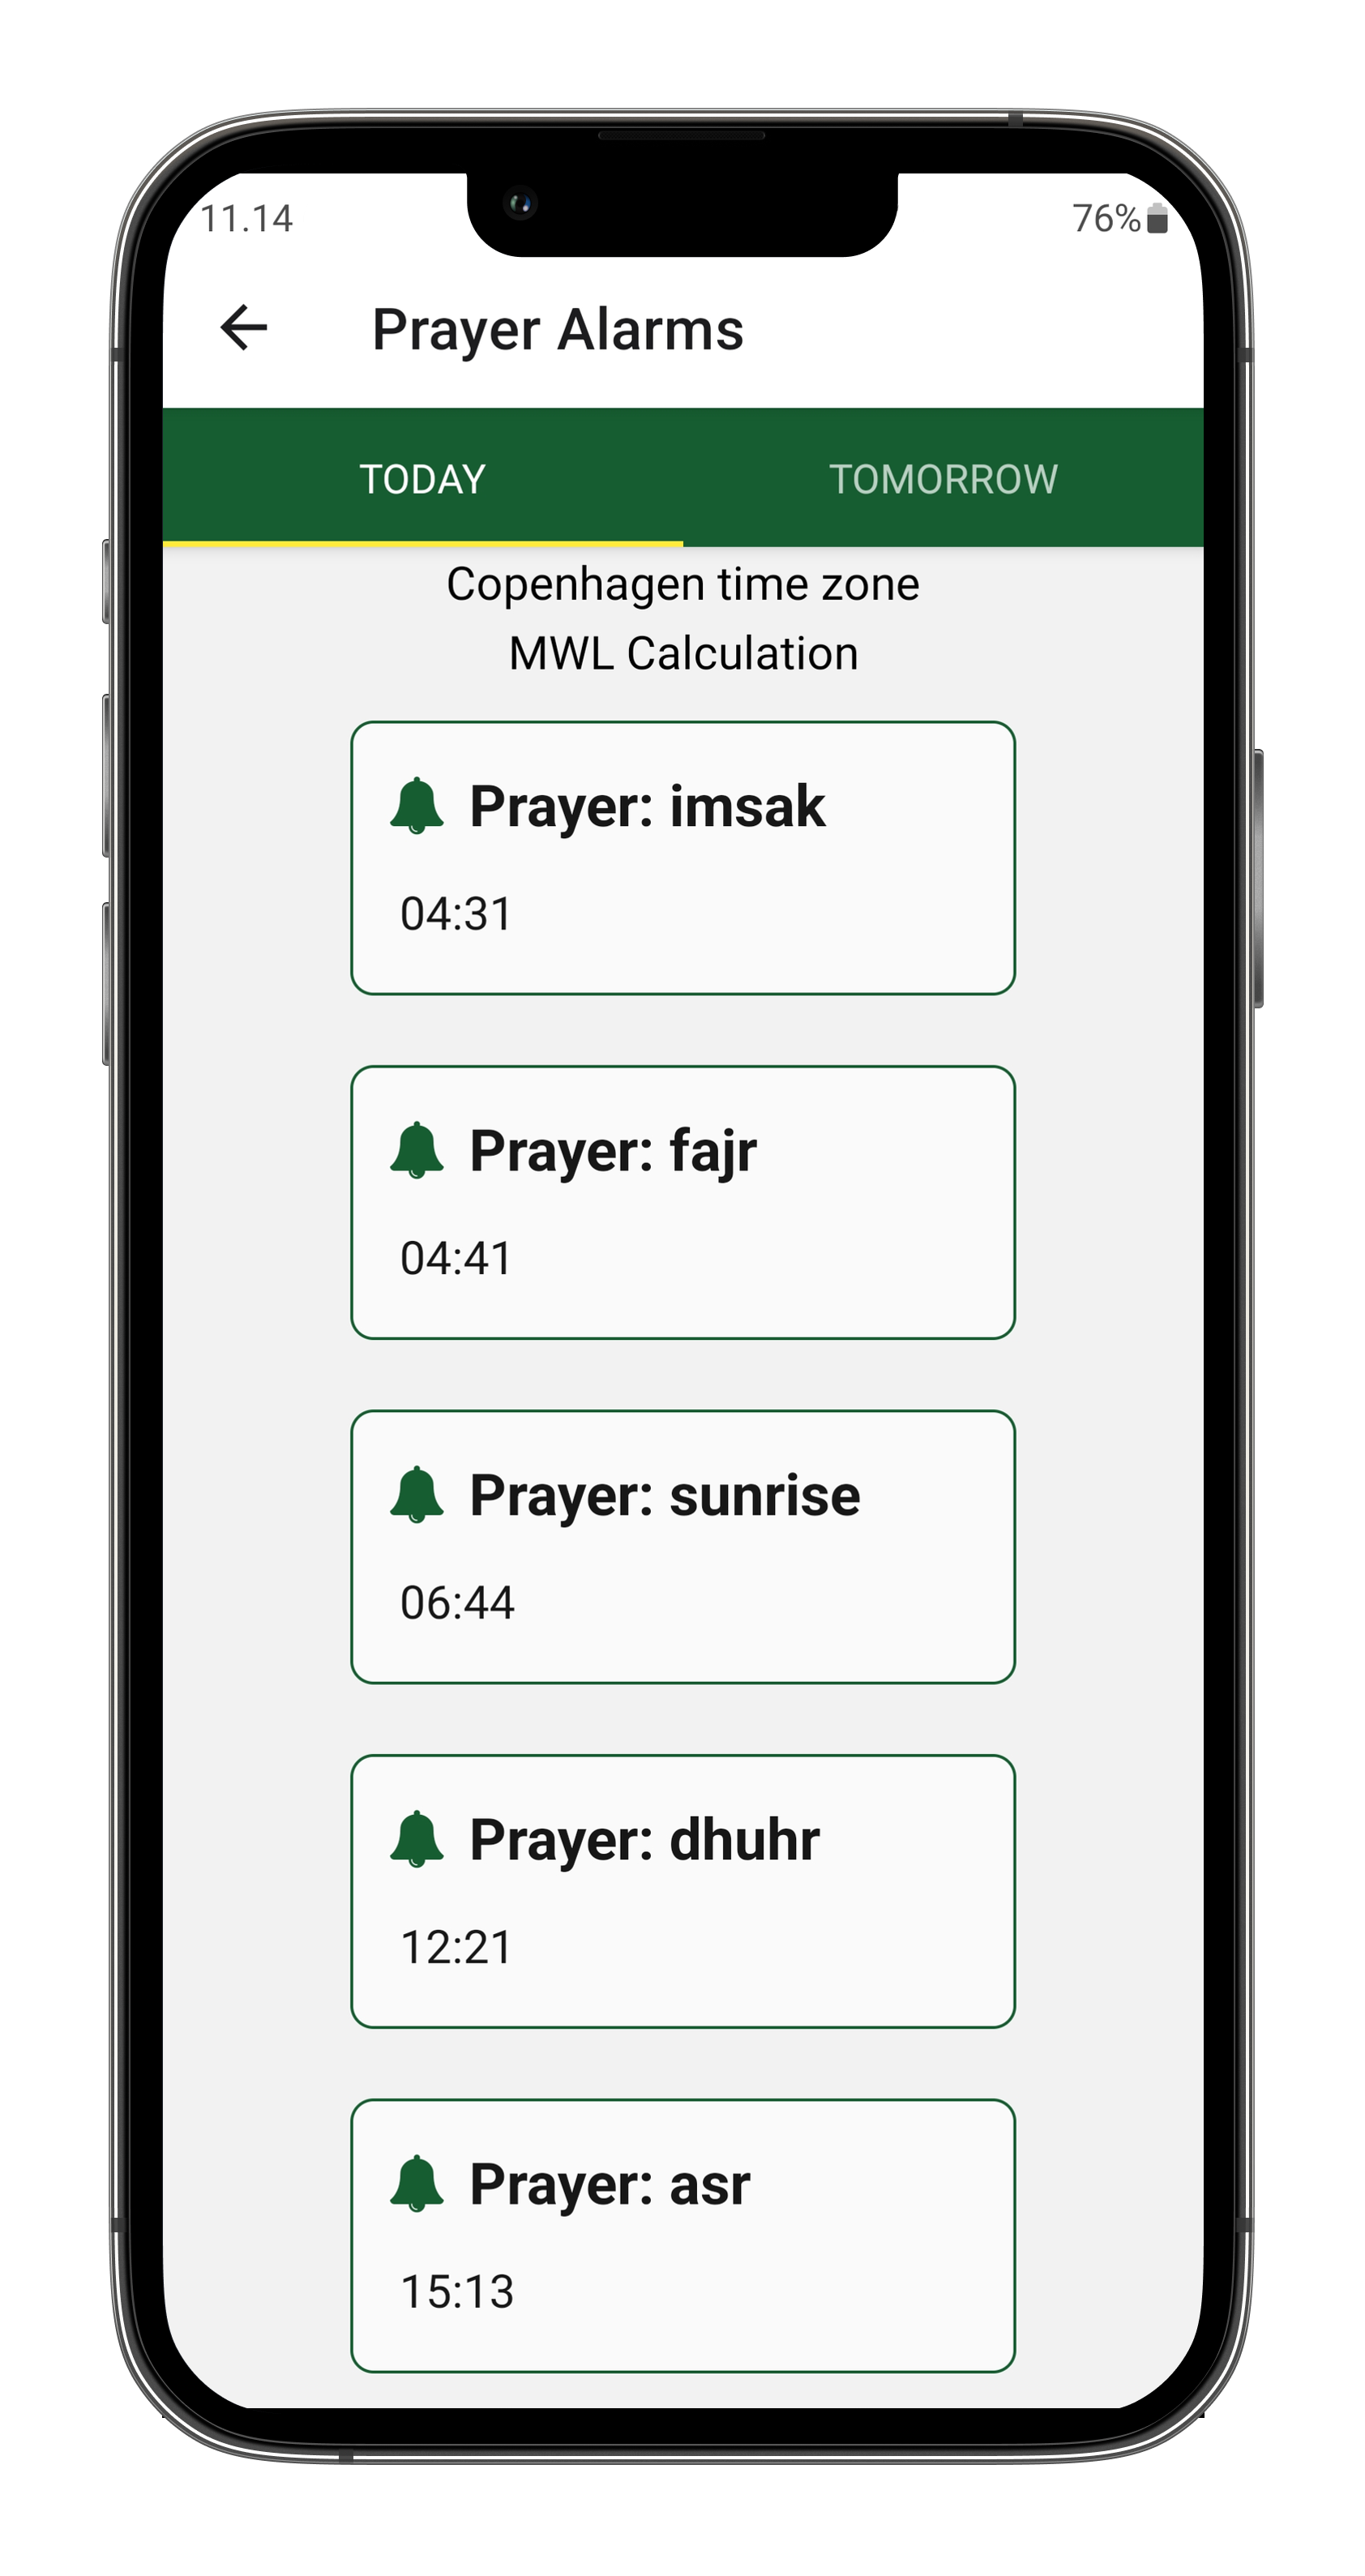 11.14 76%
Prayer Alarms
TODAY TOMORROW
Copenhagen time zone
MWL Calculation
Prayer: imsak
04:31
Prayer: fajr
04:41
Prayer: sunrise
06:44
Prayer: dhuhr
12:21
Prayer: asr
15:13